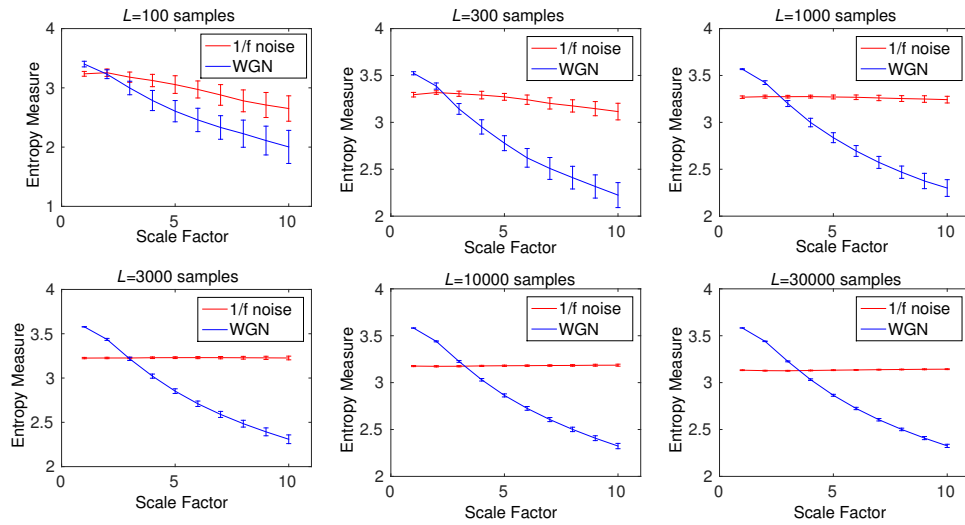 L=100 samples
4
3
2
1
0
5
10
Entropy Measure
Scale Factor
1/f noise
WGN
L=300 samples
4
3.5
3
2.5
2
0
5
10
Entropy Measure
Scale Factor
1/f noise
WGN
L=1000 samples
4
3.5
3
2.5
2
0
5
10
Entropy Measure
Scale Factor
1/f noise
WGN
L=3000 samples
4
3.5
3
2.5
2
0
5
10
Entropy Measure
Scale Factor
1/f noise
WGN
L=10000 samples
4
3.5
3
2.5
2
0
5
10
Entropy Measure
Scale Factor
1/f noise
WGN
L=30000 samples
4
3.5
3
2.5
2
0
5
10
Entropy Measure
Scale Factor
1/f noise
WGN